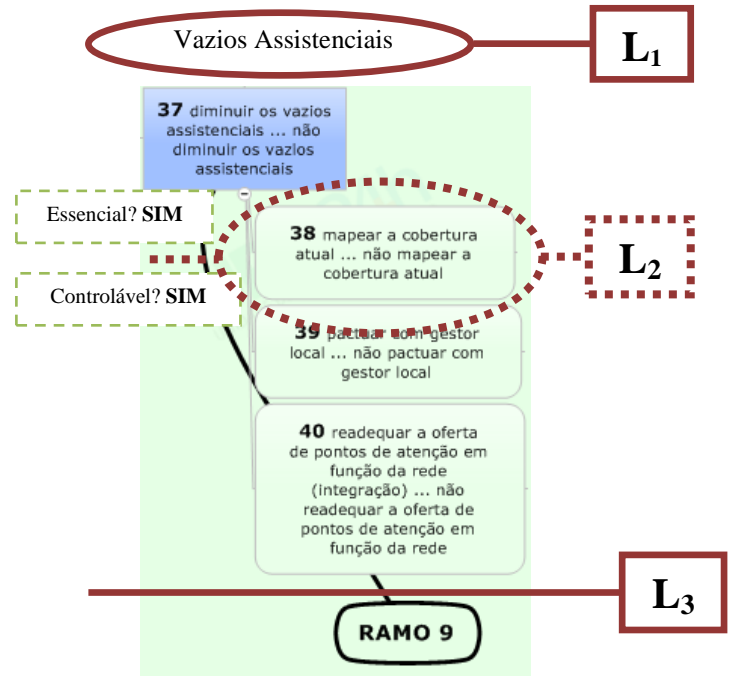 Vazios Assistenciais
L1
37 diminuir os vazios
assistenciais ... não
diminuir os vazios
assistenciais
Essencial? SIM
38 mapear a cobertura
atual ... não mapear a
cobertura atual
L2
Controlável? SIM
39 pactuar com gestor
local ... não pactuar com
gestor local
40 readequar a oferta
de pontos de atenção em
função da rede
(integração) ... não
readequar a oferta de
pontos de atenção em
função da rede
L3
RAMO 9